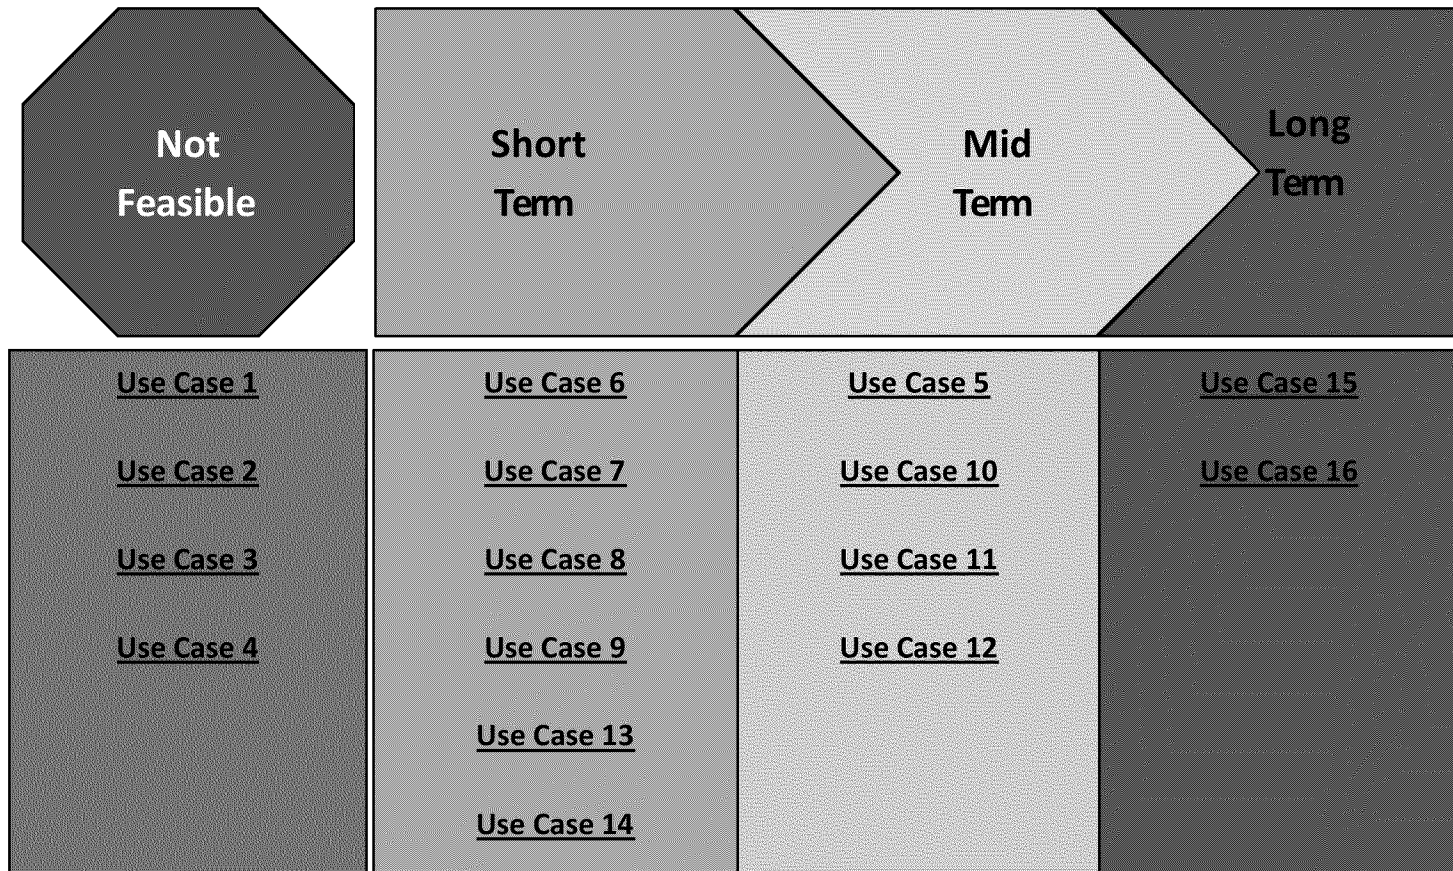 Not
Feasible
Short
Term
Mid
Term
Long
Term
Use Case 1
Use Case 2
Use Case 3
Use Case 4
Use Case 6
Use Case 7
Use Case 8
Use Case 9
Use Case 13
Use Case 14
Use Case 5
Use Case 10
Use Case 11
Use Case 12
Use Case 15
Use Case 16